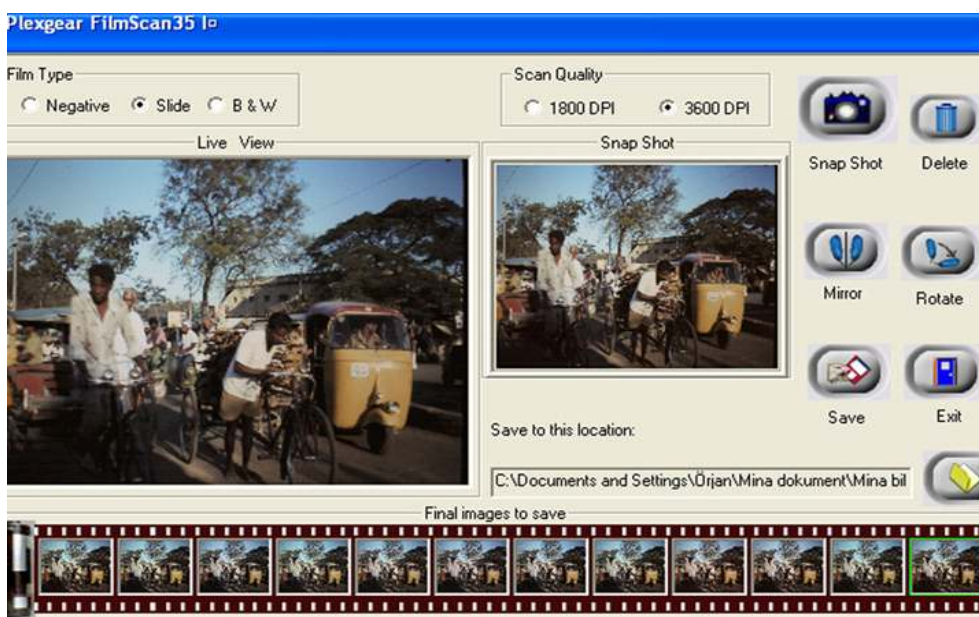 Plexgear FilmScan35 I¤
Film Type
Negative Slide B & W
Scan Quality
1800 DPI 3600 DPI
Live View
Snap Shot
Snap Shot
Delete
Mirror
Rotate
Save
Exit
Save to this location:
C:\Documents and Settings\Örjan\Mina dokument\Mina bil
Final images to save